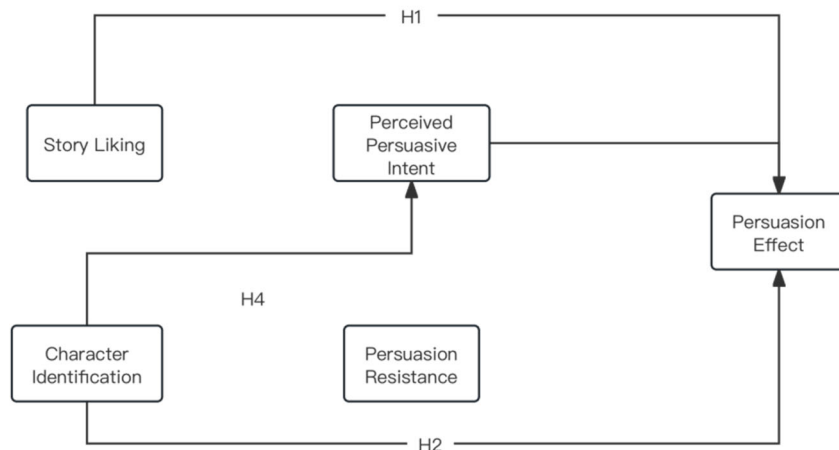 H1
Story Liking
Perceived
Persuasive
Intent
Persuasion
Effect
H4
Character
Identification
Persuasion
Resistance
H2